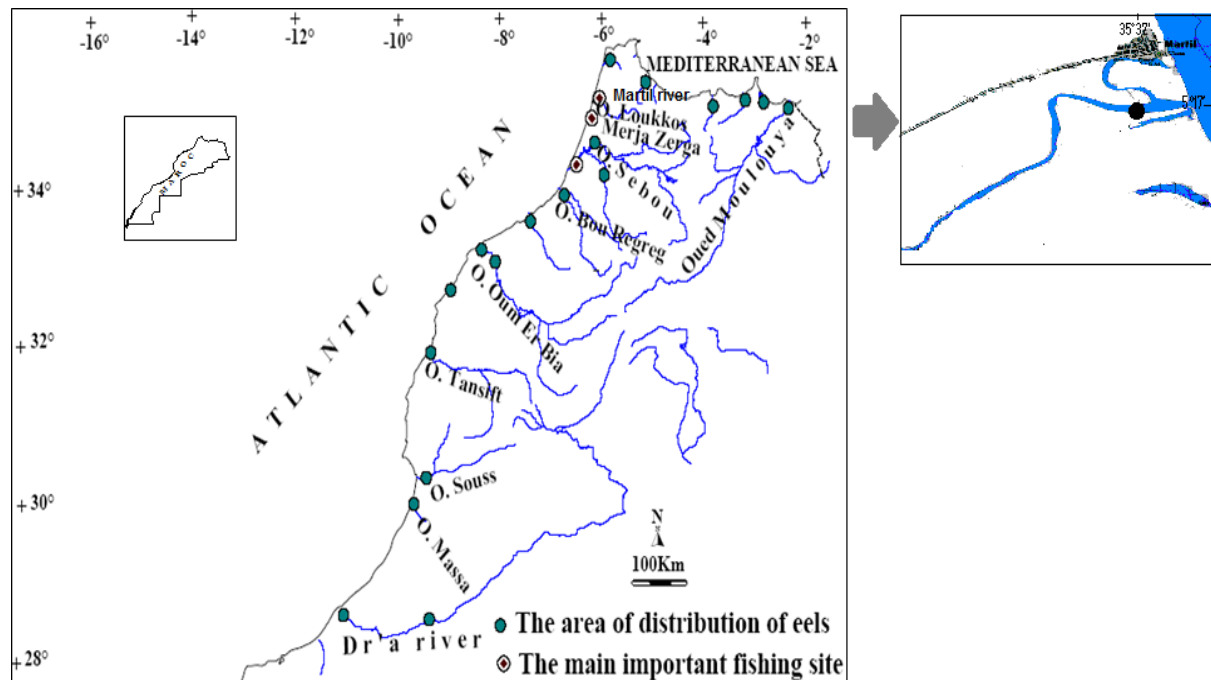 -16°
-14°
-12°
-10°
-8°
-6°
-4°
-2°
MEDITERRANEAN SEA
Martil river
O. Loukkos
Merja Zerga
O. Sebou
O. Bou Regreg
Oued Moulouya
O. Oum Er Bia
O. Tansift
O. Souss
O. Massa
Dr'a river
ATLANTIC OCEAN
MAROC
+34°
+32°
+30°
+28°
N
100Km
The area of distribution of eels
The main important fishing site
35°37'
Martil
5°17'